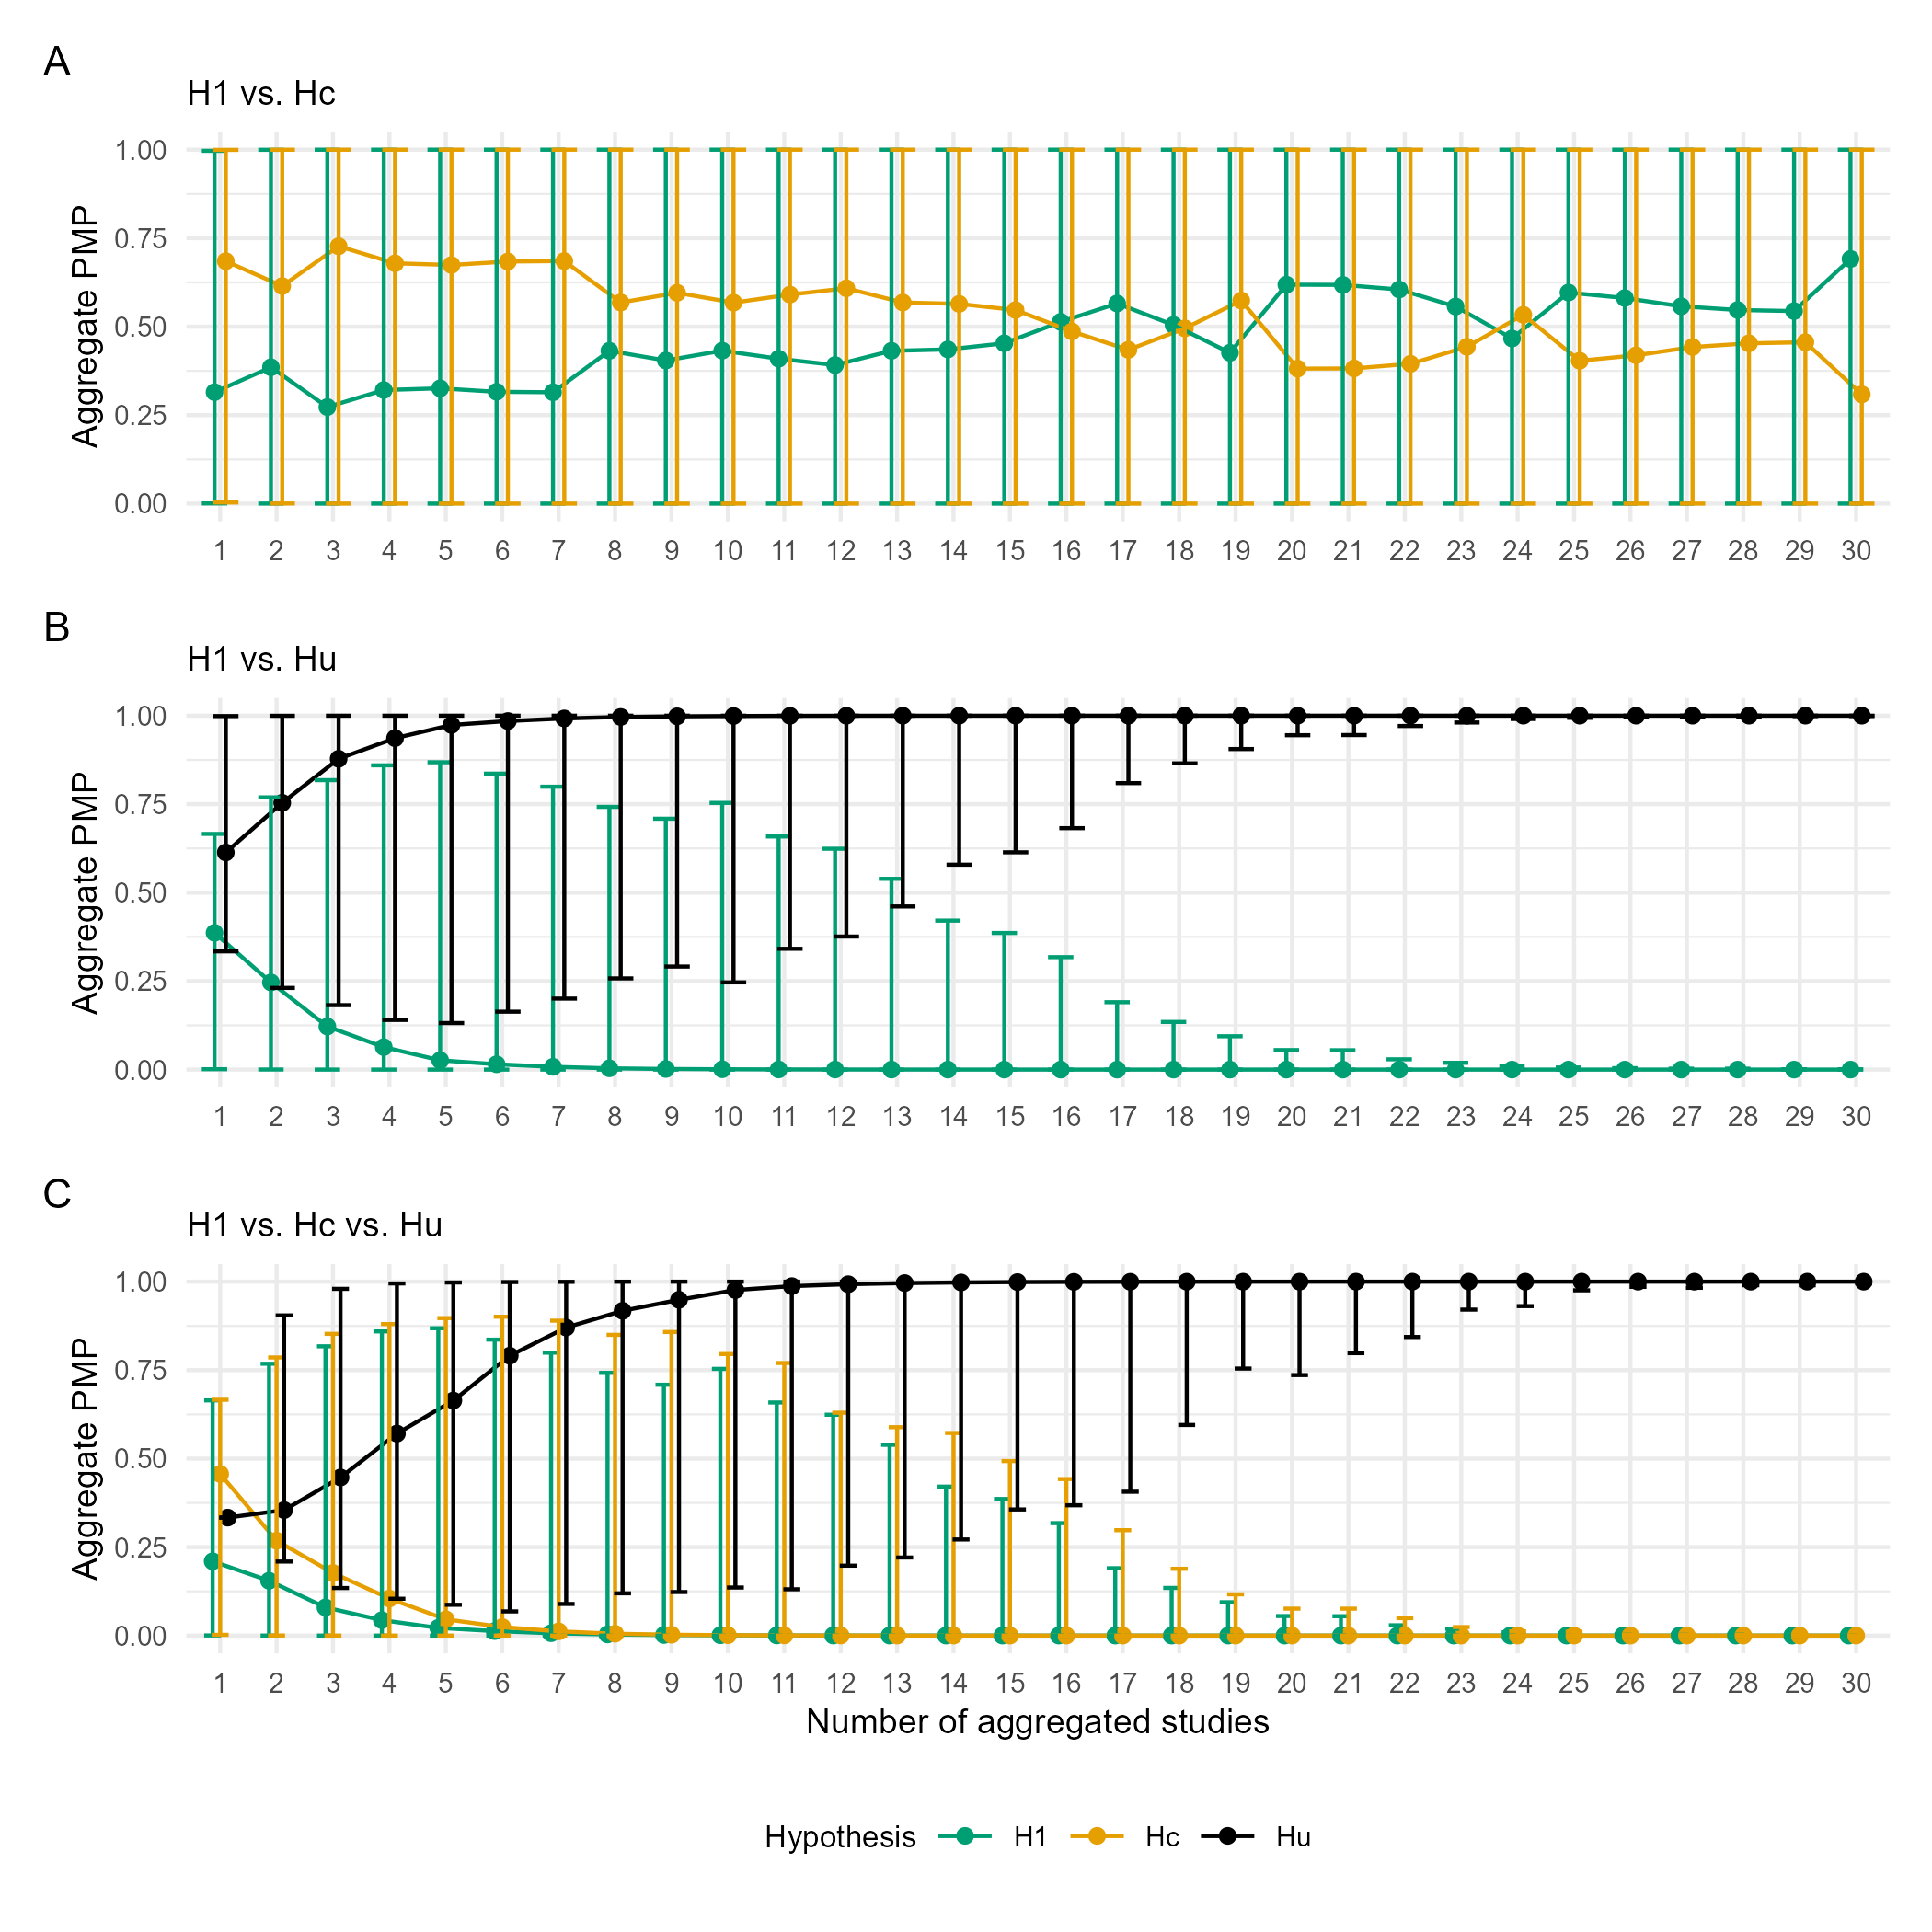 A
H1 vs. Hc
Aggregate PMP
1.00
0.75
0.50
0.25
0.00
1 2 3 4 5 6 7 8 9 10 11 12 13 14 15 16 17 18 19 20 21 22 23 24 25 26 27 28 29 30
B
H1 vs. Hu
Aggregate PMP
1.00
0.75
0.50
0.25
0.00
1 2 3 4 5 6 7 8 9 10 11 12 13 14 15 16 17 18 19 20 21 22 23 24 25 26 27 28 29 30
C
H1 vs. Hc vs. Hu
Aggregate PMP
1.00
0.75
0.50
0.25
0.00
1 2 3 4 5 6 7 8 9 10 11 12 13 14 15 16 17 18 19 20 21 22 23 24 25 26 27 28 29 30
Number of aggregated studies
Hypothesis H1 Hc Hu